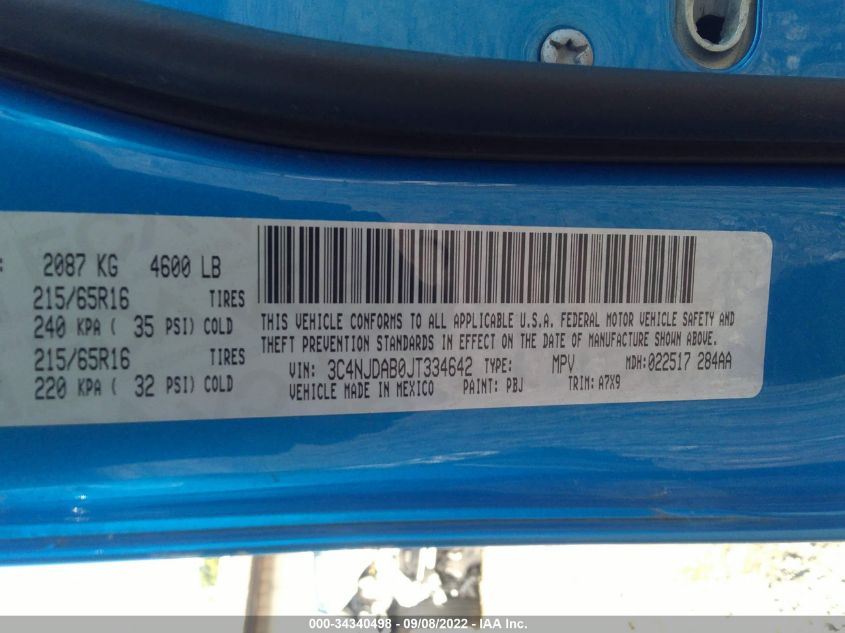 : 2087 KG 4600 LB
215/65R16 TIRES
240 KPA ( 35 PSI) COLD
215/65R16 TIRES
220 KPA ( 32 PSI) COLD
THIS VEHICLE CONFORMS TO ALL APPLICABLE U.S.A. FEDERAL MOTOR VEHICLE SAFETY AND
THEFT PREVENTION STANDARDS IN EFFECT ON THE DATE OF MANUFACTURE SHOWN ABOVE.
VIN: 3C4NJDAB0JT334642 TYPE: MPV MDH: 022517 284AA
VEHICLE MADE IN MEXICO PAINT: PBJ TRIM: A7X9
000-34340498 - 09/08/2022 - IAA Inc.